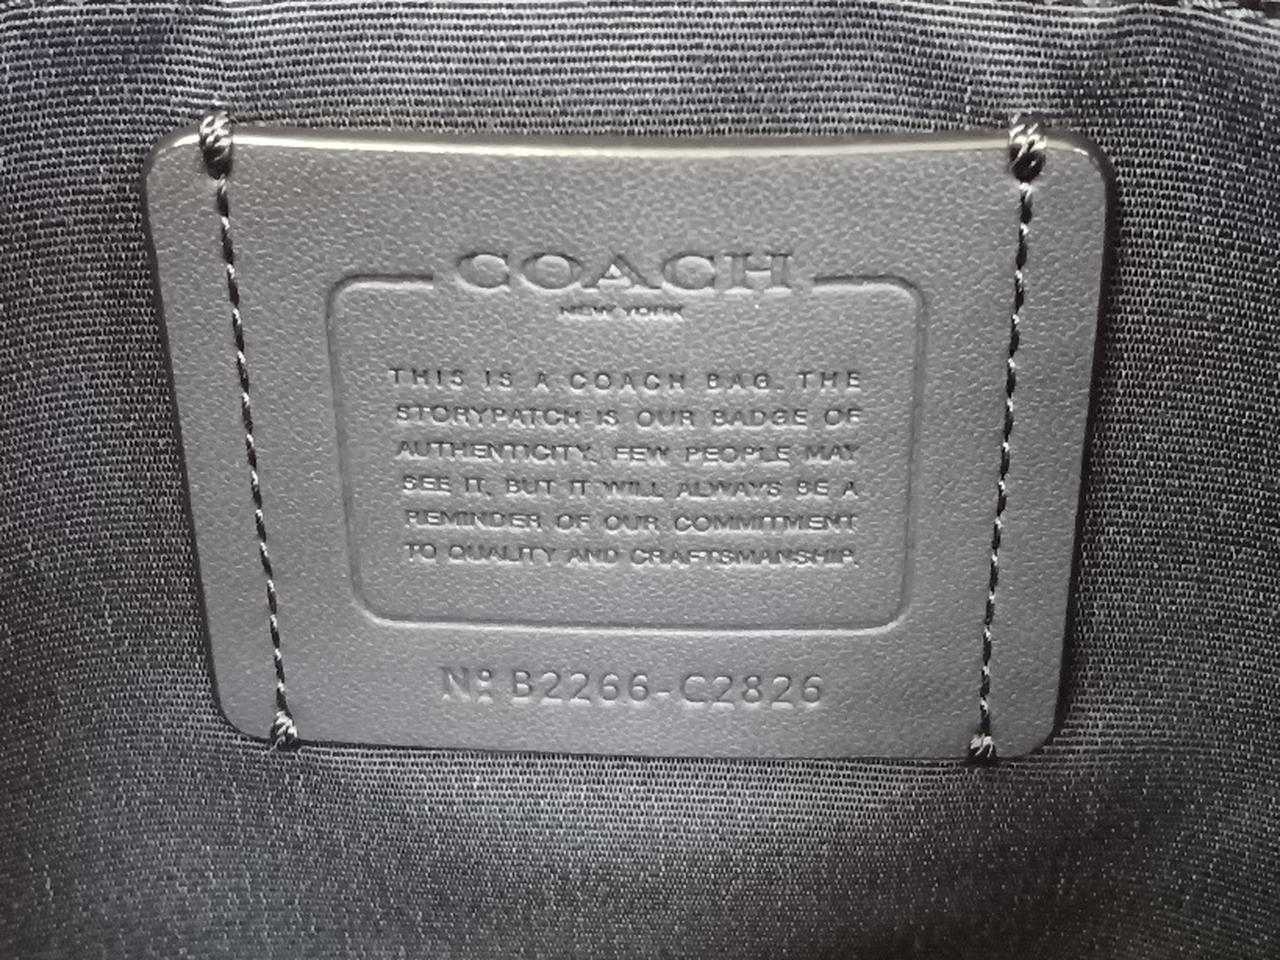 COACH
NEW YORK
THIS IS A COACH BAG. THE
STORYPATCH IS OUR BADGE OF
AUTHENTICITY. FEW PEOPLE MAY
SEE IT, BUT IT WILL ALWAYS BE A
REMINDER OF OUR COMMITMENT
TO QUALITY AND CRAFTSMANSHIP.
Nº: B2266-C2826